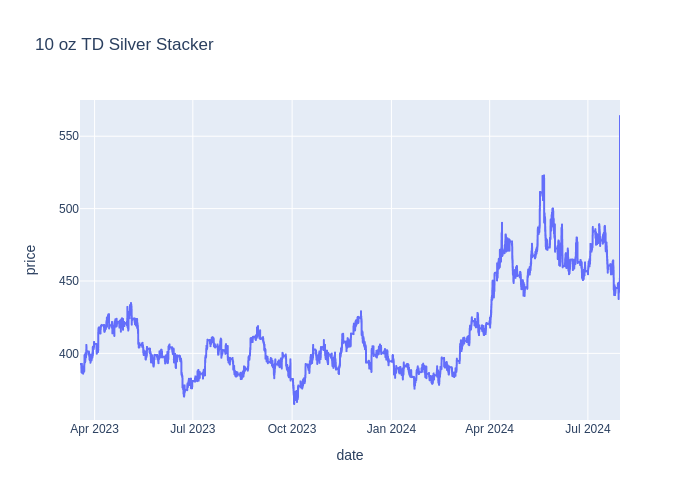 10 oz TD Silver Stacker
price
550
500
450
400
Apr 2023
Jul 2023
Oct 2023
Jan 2024
Apr 2024
Jul 2024
date